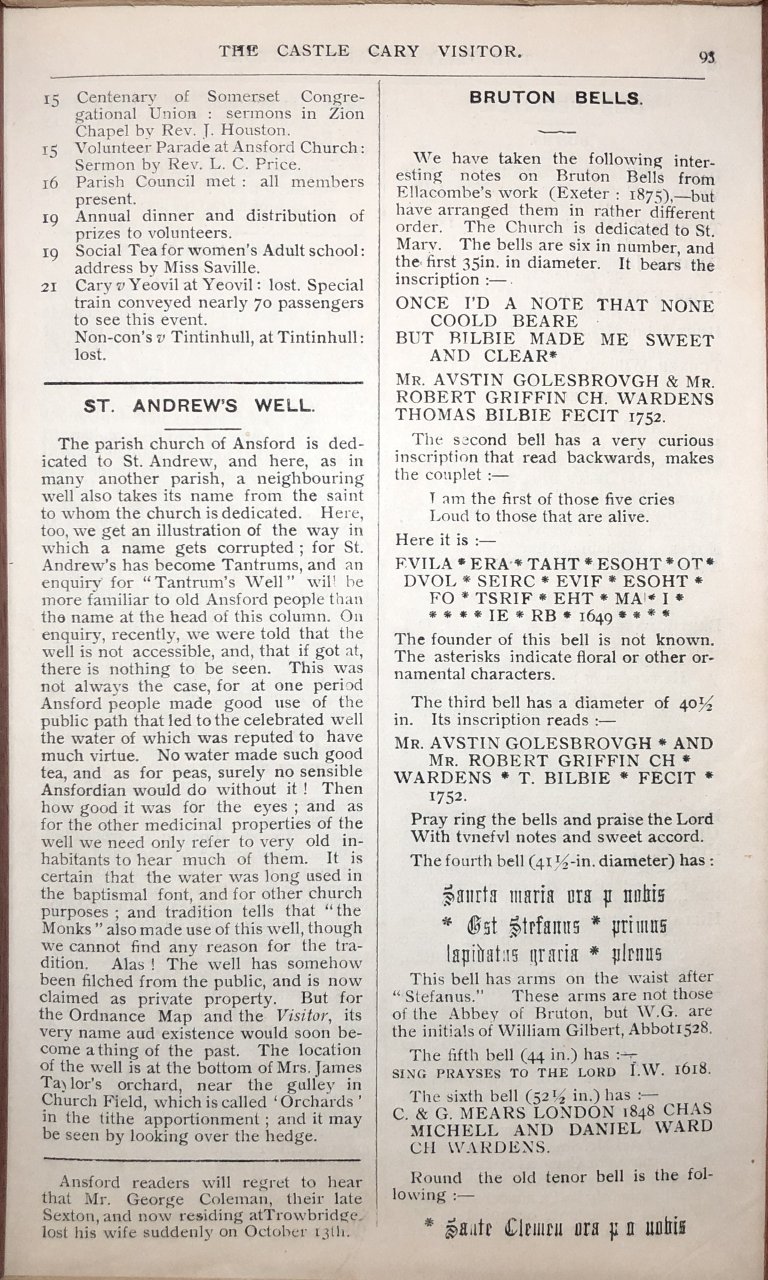 THE CASTLE CARY VISITOR.
93
15 Centenary of Somerset Congre-
gational Union : sermons in Zion
Chapel by Rev. J. Houston.
15 Volunteer Parade at Ansford Church:
Sermon by Rev. L. C. Price.
16 Parish Council met : all members
present.
19 Annual dinner and distribution of
prizes to volunteers.
19 Social Tea for women's Adult school:
address by Miss Saville.
21 Cary v Yeovil at Yeovil : lost. Special
train conveyed nearly 70 passengers
to see this event.
Non-con's v Tintinhull, at Tintinhull:
lost.
ST. ANDREW'S WELL.
The parish church of Ansford is ded-
icated to St. Andrew, and here, as in
many another parish, a neighbouring
well also takes its name from the saint
to whom the church is dedicated. Here,
too, we get an illustration of the way in
which a name gets corrupted ; for St.
Andrew's has become Tantrums, and an
enquiry for "Tantrum's Well" will be
more familiar to old Ansford people than
the name at the head of this column. On
enquiry, recently, we were told that the
well is not accessible, and, that if got at,
there is nothing to be seen. This was
not always the case, for at one period
Ansford people made good use of the
public path that led to the celebrated well
the water of which was reputed to have
much virtue. No water made such good
tea, and as for peas, surely no sensible
Ansfordian would do without it ! Then
how good it was for the eyes ; and as
for the other medicinal properties of the
well we need only refer to very old in-
habitants to hear much of them. It is
certain that the water was long used in
the baptismal font, and for other church
purposes ; and tradition tells that "the
Monks" also made use of this well, though
we cannot find any reason for the tra-
dition. Alas ! The well has somehow
been filched from the public, and is now
claimed as private property. But for
the Ordnance Map and the Visitor, its
very name aud existence would soon be-
come a thing of the past. The location
of the well is at the bottom of Mrs. James
Taylor's orchard, near the gulley in
Church Field, which is called 'Orchards'
in the tithe apportionment ; and it may
be seen by looking over the hedge.
Ansford readers will regret to hear
that Mr. George Coleman, their late
Sexton, and now residing atTrowbridge
lost his wife suddenly on October 13th.
BRUTON BELLS.
We have taken the following inter-
esting notes on Bruton Bells from
Ellacombe's work (Exeter : 1875),—but
have arranged them in rather different
order. The Church is dedicated to St.
Mary. The bells are six in number, and
the first 35in. in diameter. It bears the
inscription :—
ONCE I'D A NOTE THAT NONE
COOLD BEARE
BUT BILBIE MADE ME SWEET
AND CLEAR*
MR. AVSTIN GOLESBROVGH & MR.
ROBERT GRIFFIN CH. WARDENS
THOMAS BILBIE FECIT 1752.
The second bell has a very curious
inscription that read backwards, makes
the couplet :—
I am the first of those five cries
Loud to those that are alive.
Here it is :—
EVILA * ERA * TAHT * ESOHT * OT *
DVOL * SEIRC * EVIF * ESOHT *
FO * TSRIF * EHT * MA * I *
* * * * IE * RB * 1649 * * * *
The founder of this bell is not known.
The asterisks indicate floral or other or-
namental characters.
The third bell has a diameter of 40½
in. Its inscription reads :—
MR. AVSTIN GOLESBROVGH * AND
MR. ROBERT GRIFFIN CH *
WARDENS * T. BILBIE * FECIT *
1752.
Pray ring the bells and praise the Lord
With tvnefvl notes and sweet accord.
The fourth bell (41½-in. diameter) has :
Sancta maria ora p nobis
* Est Stefanus * primus
lapidatus gracia * plenus
This bell has arms on the waist after
"Stefanus." These arms are not those
of the Abbey of Bruton, but W.G. are
the initials of William Gilbert, Abbot 1528.
The fifth bell (44 in.) has :—
SING PRAYSES TO THE LORD I.W. 1618.
The sixth bell (52½ in.) has :—
C. & G. MEARS LONDON 1848 CHAS
MICHELL AND DANIEL WARD
CH WARDENS.
Round the old tenor bell is the fol-
lowing :—
* Sante Clemen ora p o nobis